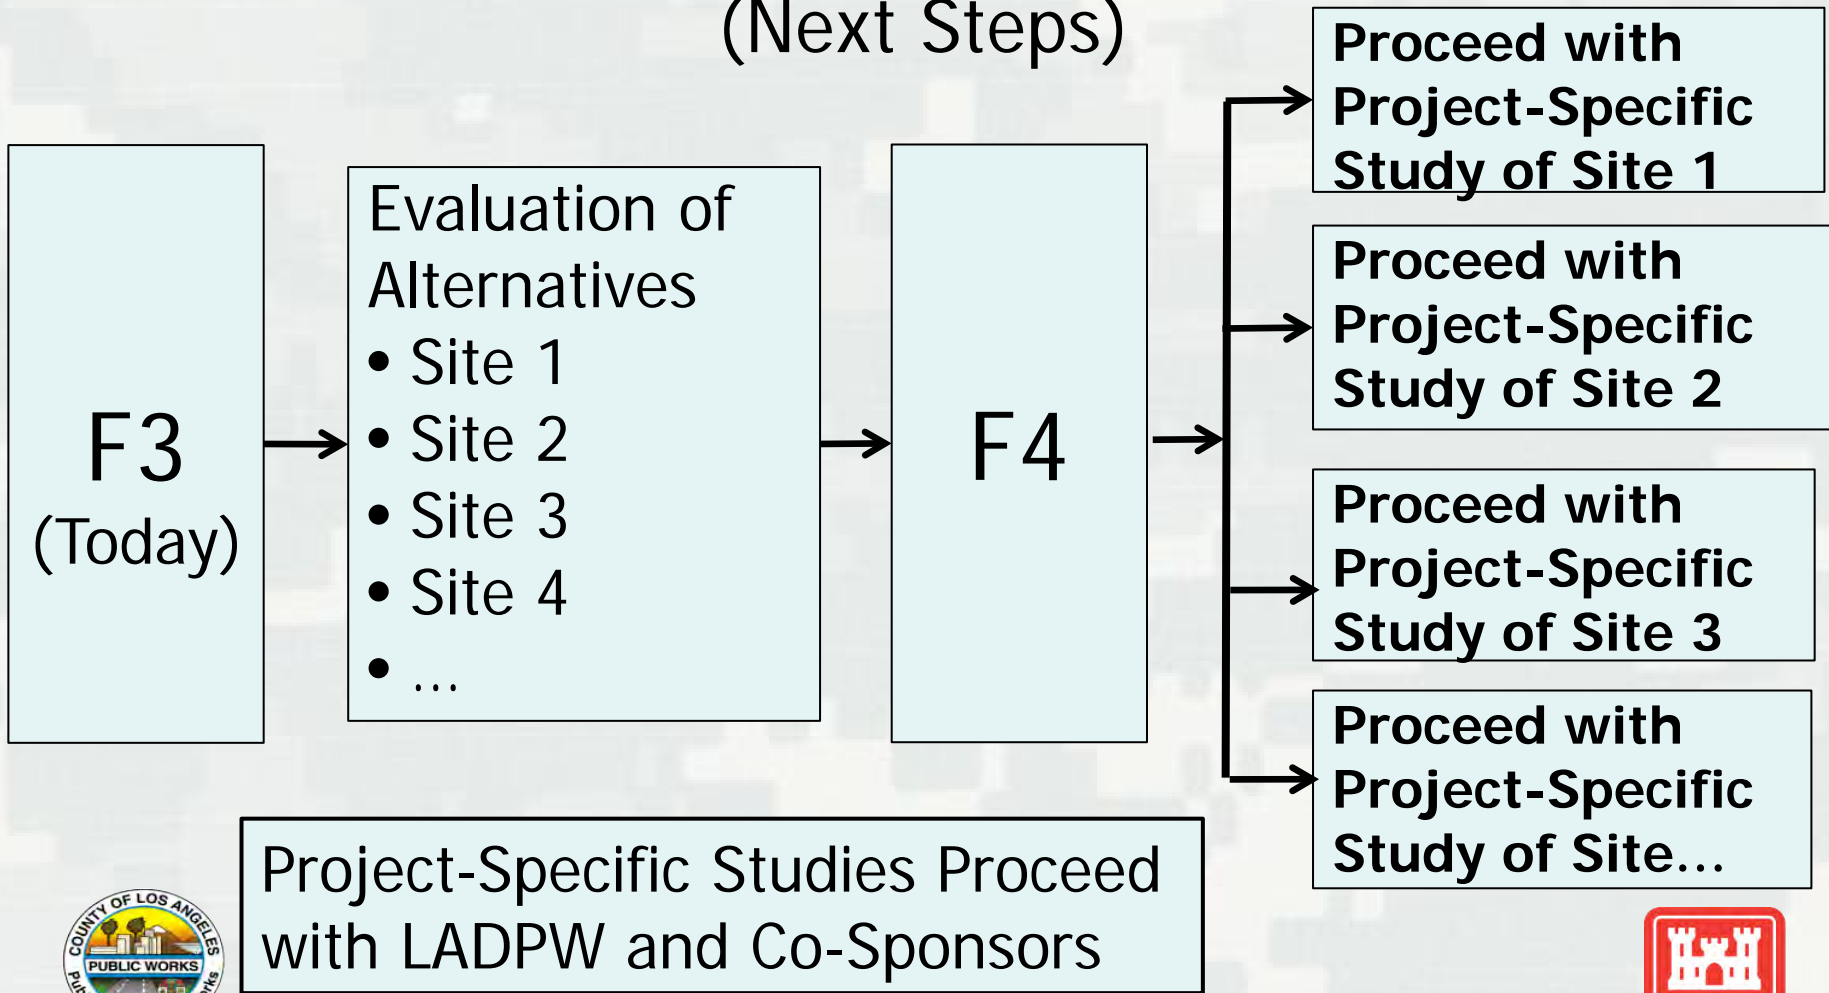 (Next Steps)
F3
(Today)
Evaluation of
Alternatives
• Site 1
• Site 2
• Site 3
• Site 4
• ...
F4
Proceed with
Project-Specific
Study of Site 1
Proceed with
Project-Specific
Study of Site 2
Proceed with
Project-Specific
Study of Site 3
Proceed with
Project-Specific
Study of Site...
Project-Specific Studies Proceed
with LADPW and Co-Sponsors
COUNTY OF LOS ANGELES
PUBLIC WORKS